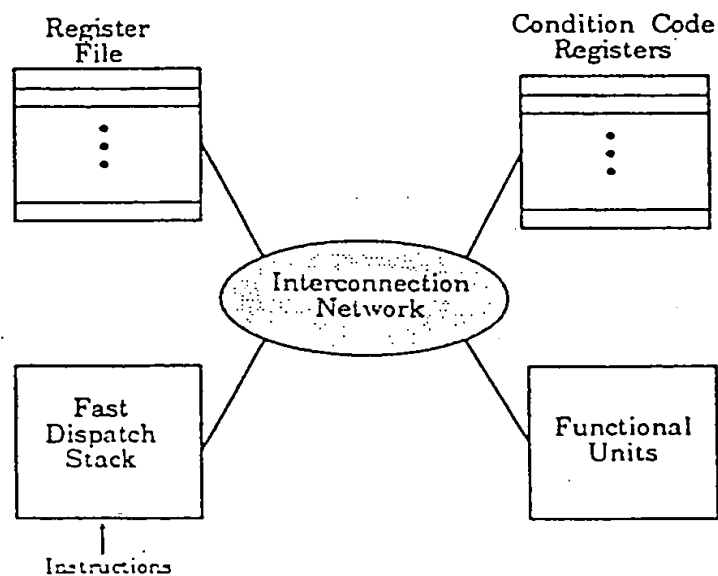 Register
File
Condition Code
Registers
Interconnection
Network
Fast
Dispatch
Stack
Functional
Units
Instructions